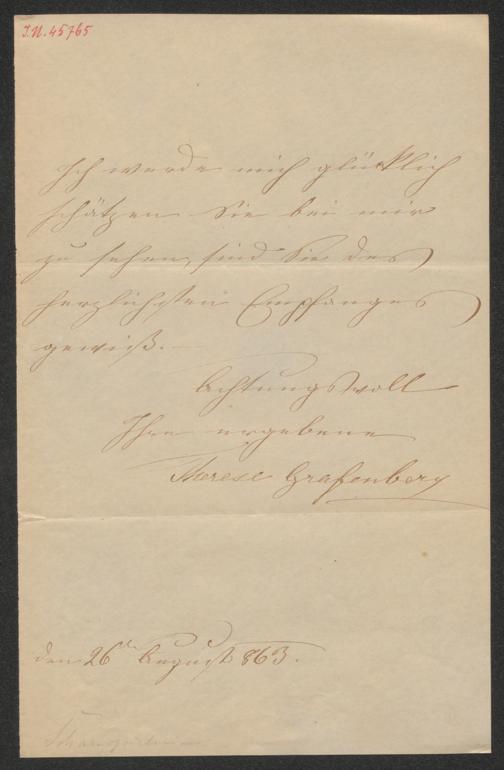 I.N. 45765
Ich werde mich glücklich
schätzen Sie bei mir
zu sehen, sind Sie des
herzlichsten Empfanges
gewiß. —
Achtungsvoll
Ihre ergebene
Therese Grafenberg
den 26ten August 863.